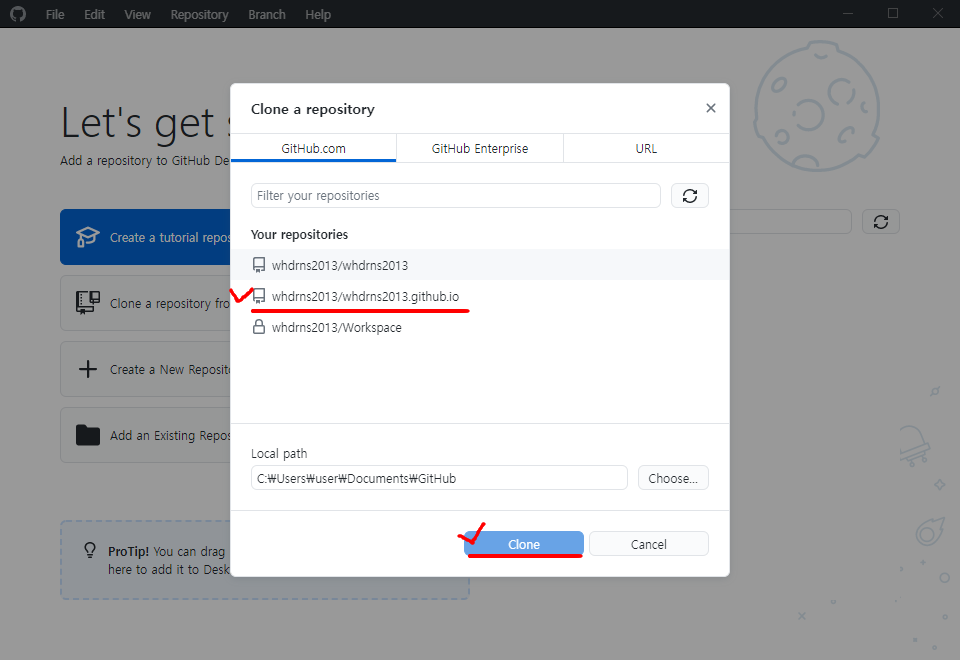 File Edit View Repository Branch Help
Let's get s
Add a repository to GitHub De
Create a tutorial repos
Clone a repository fro
Create a New Reposito
Add an Existing Repos
ProTip! You can drag
here to add it to Desk
Clone a repository
GitHub.com GitHub Enterprise URL
Filter your repositories
Your repositories
whdrns2013/whdrns2013
whdrns2013/whdrns2013.github.io
whdrns2013/Workspace
Local path
C:₩Users₩user₩Documents₩GitHub Choose...
Clone Cancel